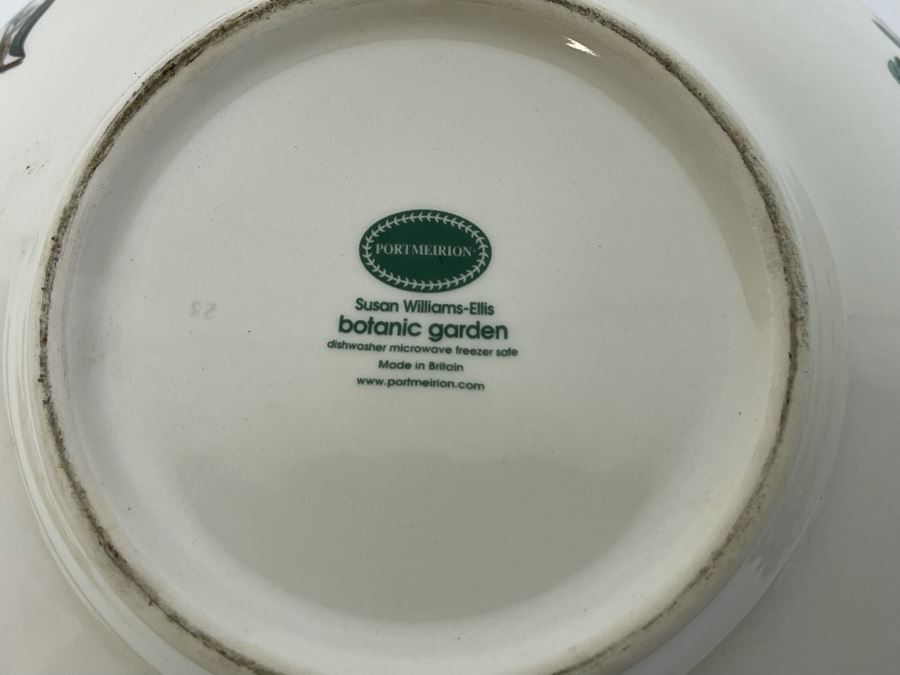 PORTMEIRION
Susan Williams-Ellis
botanic garden
dishwasher microwave freezer safe
Made in Britain
www.portmeirion.com